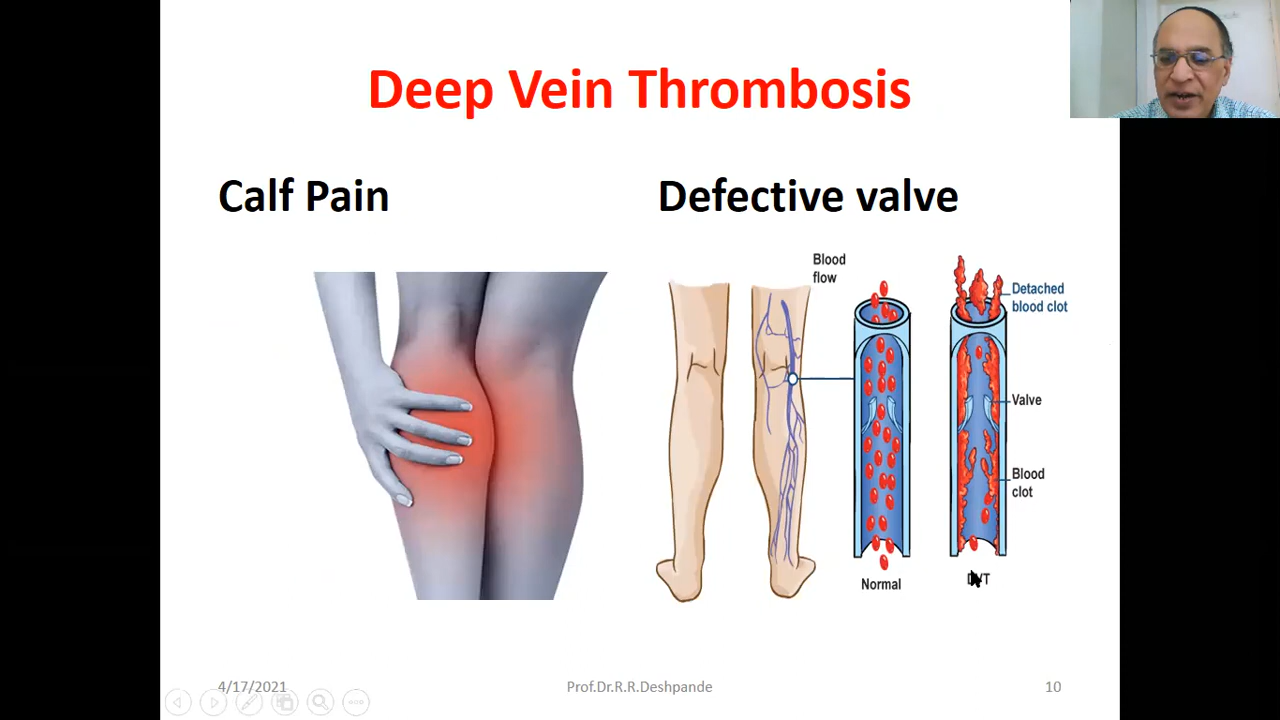 Deep Vein Thrombosis
Calf Pain
Defective valve
Blood
flow
Detached
blood clot
Valve
Blood
clot
Normal
DVT
4/17/2021
Prof.Dr.R.R.Deshpande
10